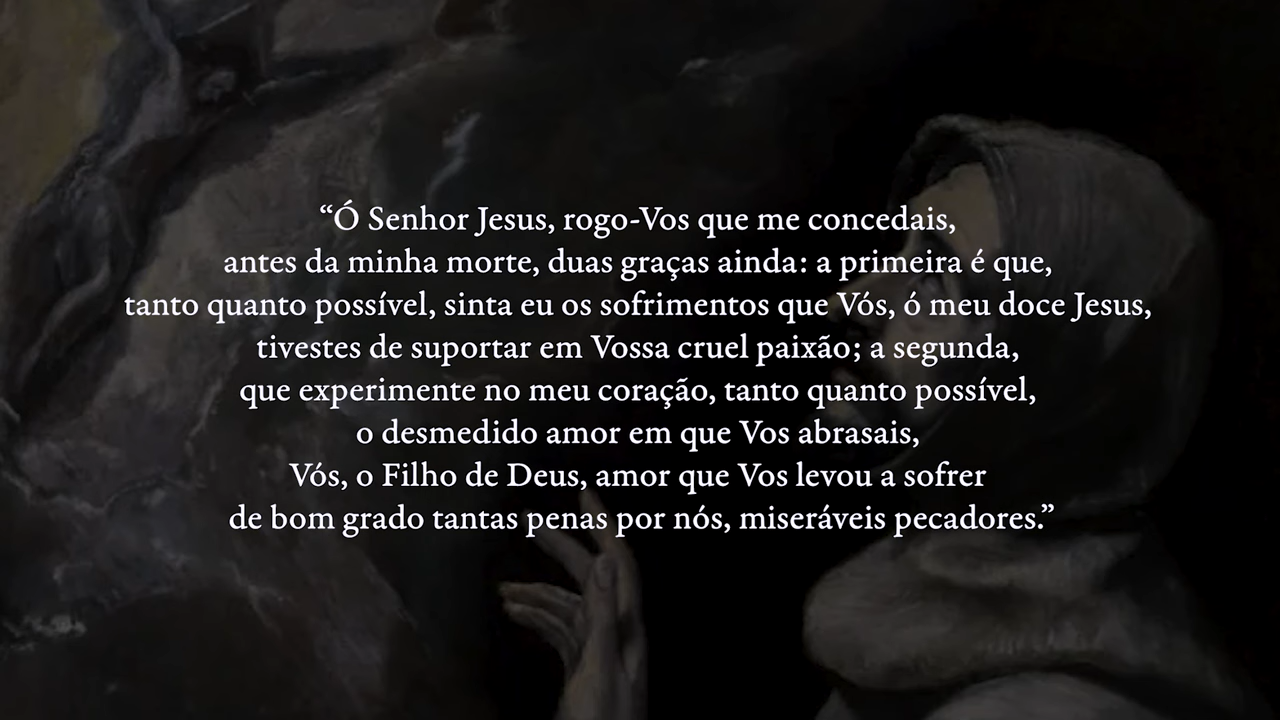 “Ó Senhor Jesus, rogo-Vos que me concedais,
antes da minha morte, duas graças ainda: a primeira é que,
tanto quanto possível, sinta eu os sofrimentos que Vós, ó meu doce Jesus,
tivestes de suportar em Vossa cruel paixão; a segunda,
que experimente no meu coração, tanto quanto possível,
o desmedido amor em que Vos abrasais,
Vós, o Filho de Deus, amor que Vos levou a sofrer
de bom grado tantas penas por nós, miseráveis pecadores.”